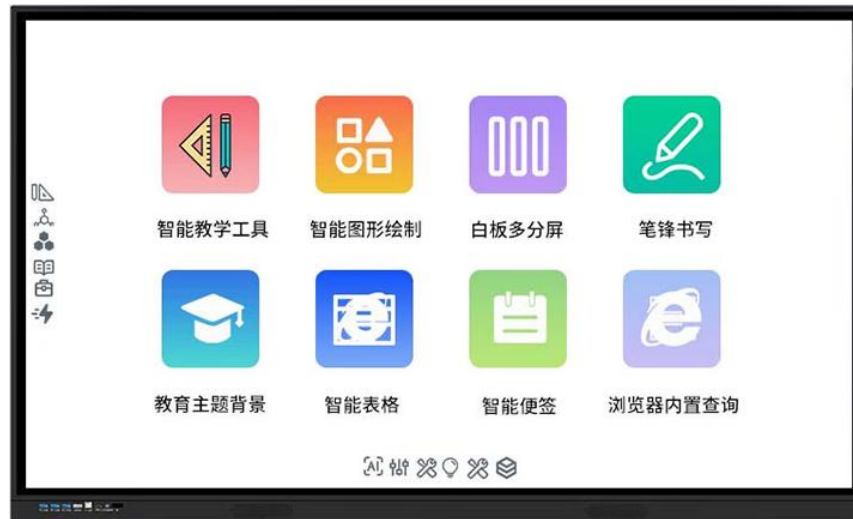 智能教学工具
智能图形绘制
白板多分屏
笔锋书写
教育主题背景
智能表格
智能便签
浏览器内置查询
AI